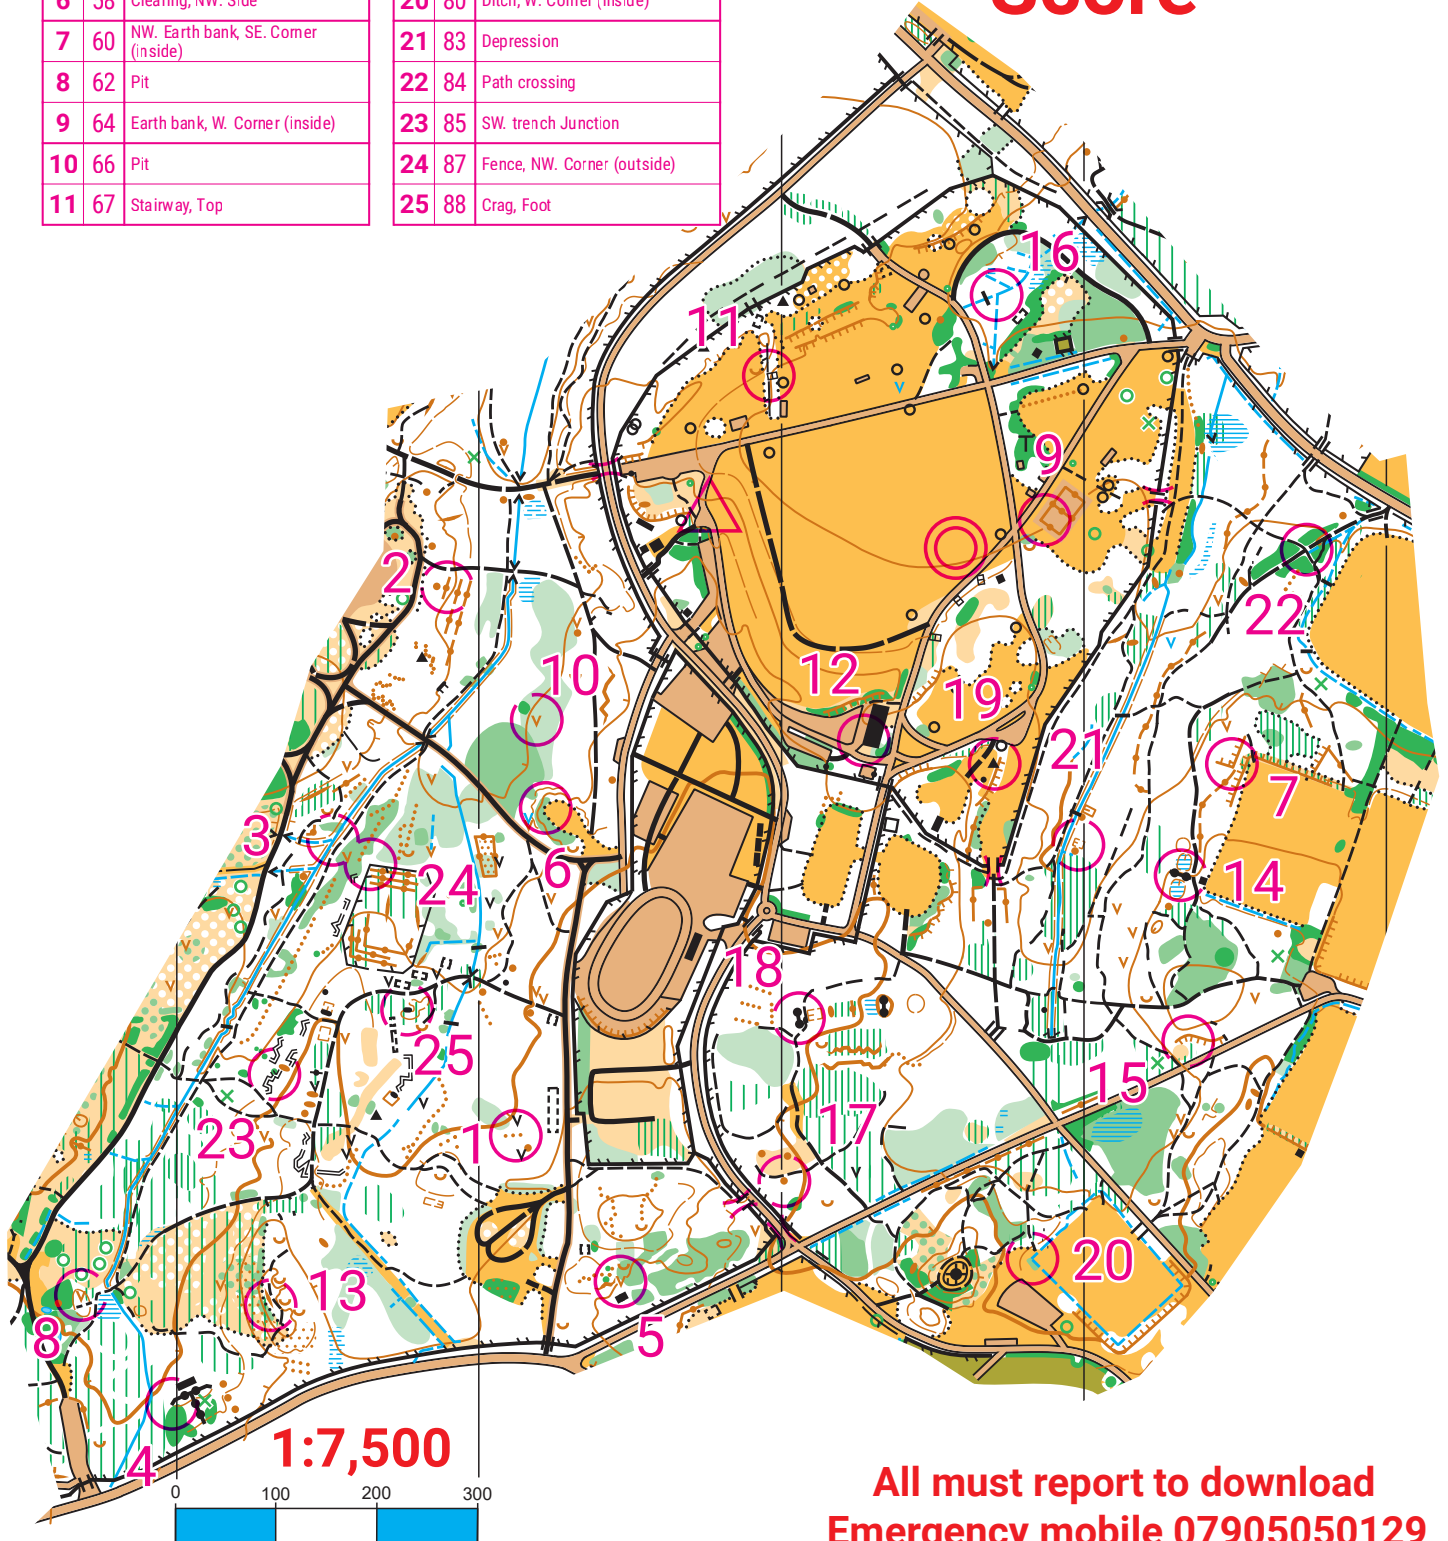 Score
6 58 Clearing, NW. Side
7 60 NW. Earth bank, SE. Corner
(inside)
8 62 Pit
9 64 Earth bank, W. Corner (inside)
10 66 Pit
11 67 Stairway, Top
20 80 Ditch, W. Corner (inside)
21 83 Depression
22 84 Path crossing
23 85 SW. trench Junction
24 87 Fence, NW. Corner (outside)
25 88 Crag, Foot
16
11
9
2
22
10
12
19
21
7
3
24
6
14
18
25
15
23
1
17
20
13
8
5
4
1:7,500
0 100 200 300
All must report to download
Emergency mobile 07905050129